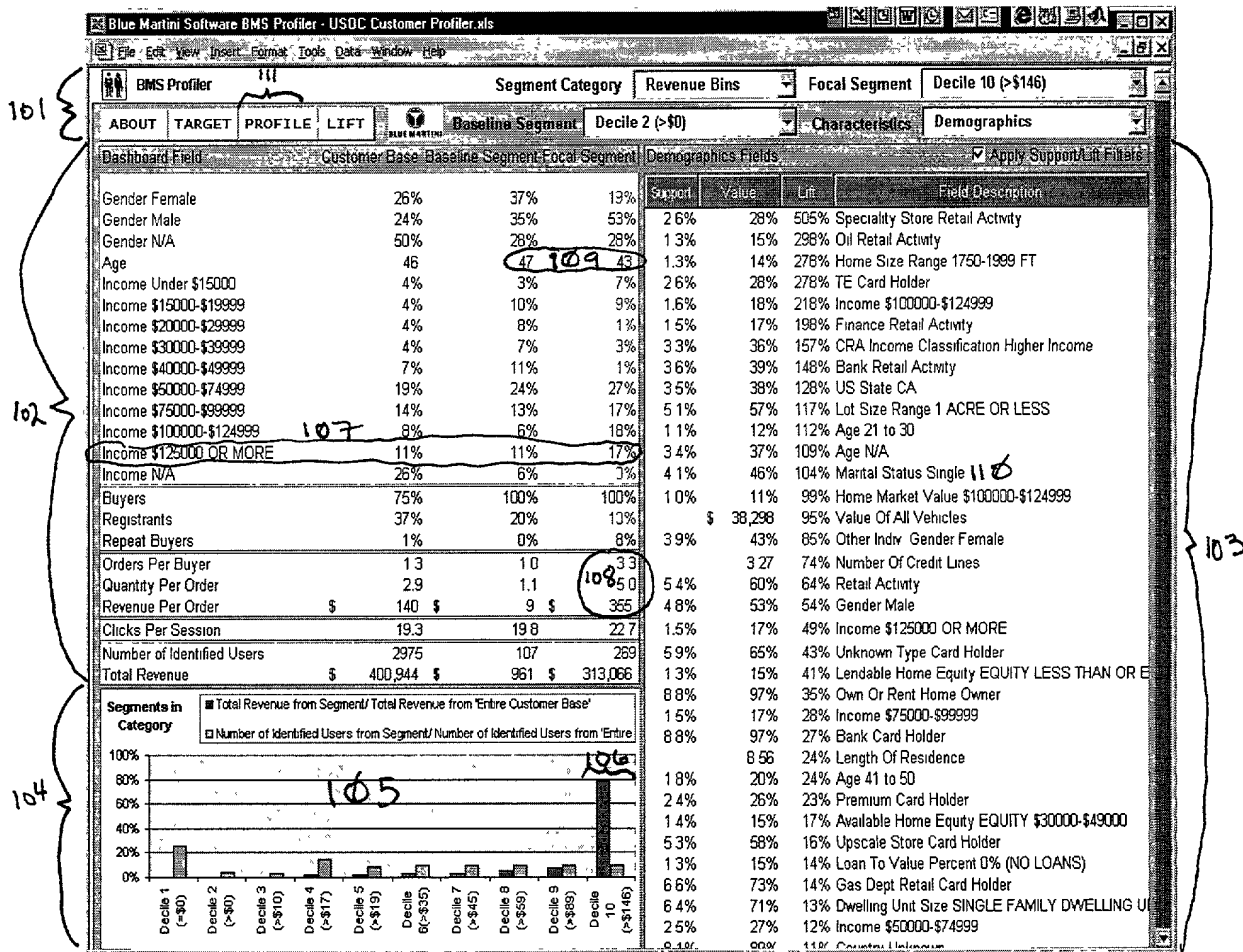 Blue Martini Software BMS Profiler - USOC Customer Profiler.xls
File Edit View Insert Format Tools Data Window Help
111
BMS Profiler Segment Category Revenue Bins Focal Segment Decile 10 (>$146)
101
ABOUT TARGET PROFILE LIFT BLUE MARTINI Baseline Segment Decile 2 (>$0) Characteristics Demographics
Dashboard Field Customer Base Baseline Segment Focal Segment
Gender Female 26% 37% 19%
Gender Male 24% 35% 53%
Gender N/A 50% 28% 28%
Age 46 47 109 43
Income Under $15000 4% 3% 7%
Income $15000-$19999 4% 10% 9%
Income $20000-$29999 4% 8% 1%
Income $30000-$39999 4% 7% 3%
Income $40000-$49999 7% 11% 1%
Income $50000-$74999 19% 24% 27%
Income $75000-$99999 14% 13% 17%
102
Income $100000-$124999 8% 6% 18%
107
Income $125000 OR MORE 11% 11% 17%
Income N/A 26% 6%
Buyers 75% 100% 100%
Registrants 37% 20% 13%
Repeat Buyers 1% 0% 8%
Orders Per Buyer 1 3 1 0 3 3
Quantity Per Order 2.9 1.1 5 0
108
Revenue Per Order $ 140 $ 9 $ 355
Clicks Per Session 19.3 19 8 22 7
Number of Identified Users 2975 107 269
Total Revenue $ 400,944 $ 961 $ 313,066
Demographics Fields Apply Support/Lift Filters
Support Value Lift Field Description
2 6% 28% 505% Speciality Store Retail Activity
1 3% 15% 298% Oil Retail Activity
1.3% 14% 278% Home Size Range 1750-1999 FT
2 6% 28% 278% TE Card Holder
1.6% 18% 218% Income $100000-$124999
1 5% 17% 198% Finance Retail Activity
3 3% 36% 157% CRA Income Classification Higher Income
3 6% 39% 148% Bank Retail Activity
3 5% 38% 128% US State CA
5 1% 57% 117% Lot Size Range 1 ACRE OR LESS
1 1% 12% 112% Age 21 to 30
3 4% 37% 109% Age N/A
4 1% 46% 104% Marital Status Single 110
1 0% 11% 99% Home Market Value $100000-$124999
$ 38,298 95% Value Of All Vehicles
3 9% 43% 85% Other Indiv Gender Female
103
3 27 74% Number Of Credit Lines
5 4% 60% 64% Retail Activity
4 8% 53% 54% Gender Male
1.5% 17% 49% Income $125000 OR MORE
5 9% 65% 43% Unknown Type Card Holder
1 3% 15% 41% Lendable Home Equity EQUITY LESS THAN OR E
8 8% 97% 35% Own Or Rent Home Owner
1 5% 17% 28% Income $75000-$99999
8 8% 97% 27% Bank Card Holder
8 56 24% Length Of Residence
1 8% 20% 24% Age 41 to 50
2 4% 26% 23% Premium Card Holder
1 4% 15% 17% Available Home Equity EQUITY $30000-$49000
5 3% 58% 16% Upscale Store Card Holder
1 3% 15% 14% Loan To Value Percent 0% (NO LOANS)
6 6% 73% 14% Gas Dept Retail Card Holder
6 4% 71% 13% Dwelling Unit Size SINGLE FAMILY DWELLING U
2 5% 27% 12% Income $50000-$74999
11% Country Unknown
Segments in Category
Total Revenue from Segment/ Total Revenue from 'Entire Customer Base'
Number of Identified Users from Segment/ Number of Identified Users from 'Entire
104
105
106
100%
80%
60%
40%
20%
0%
Decile 1 (=$0)
Decile 2 (>$0)
Decile 3 (>$10)
Decile 4 (>$17)
Decile 5 (>$19)
Decile 6(>$35)
Decile 7 (>$45)
Decile 8 (>$59)
Decile 9 (>$89)
Decile 10 (>$146)